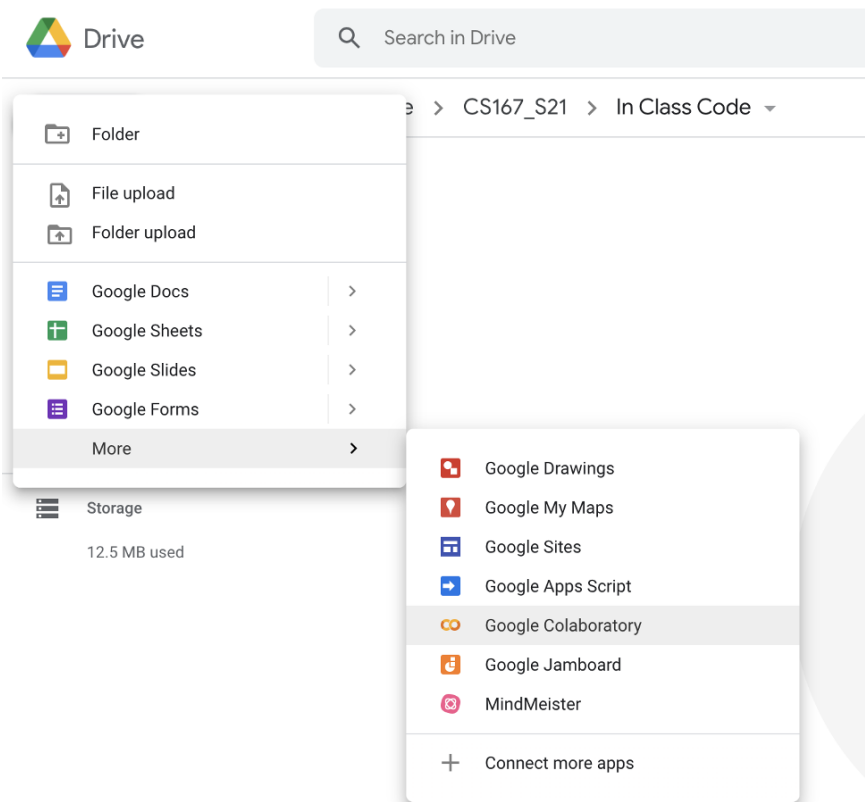 Drive
Search in Drive
e > CS167_S21 > In Class Code
Folder
File upload
Folder upload
Google Docs
Google Sheets
Google Slides
Google Forms
More
Storage
12.5 MB used
Google Drawings
Google My Maps
Google Sites
Google Apps Script
Google Colaboratory
Google Jamboard
MindMeister
Connect more apps